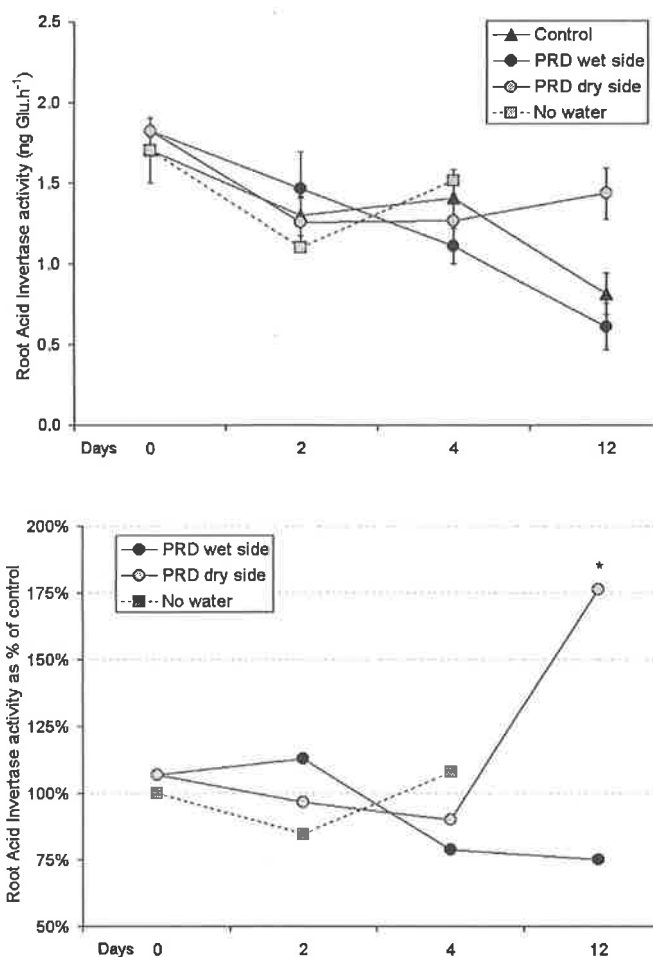 Root Acid Invertase activity (ng Glu.h⁻¹)
2.5
2.0
1.5
1.0
0.5
0.0
Control
PRD wet side
PRD dry side
No water
Days 0 2 4 12
Root Acid Invertase activity as % of control
200%
175%
150%
125%
100%
75%
50%
PRD wet side
PRD dry side
No water
*
Days 0 2 4 12